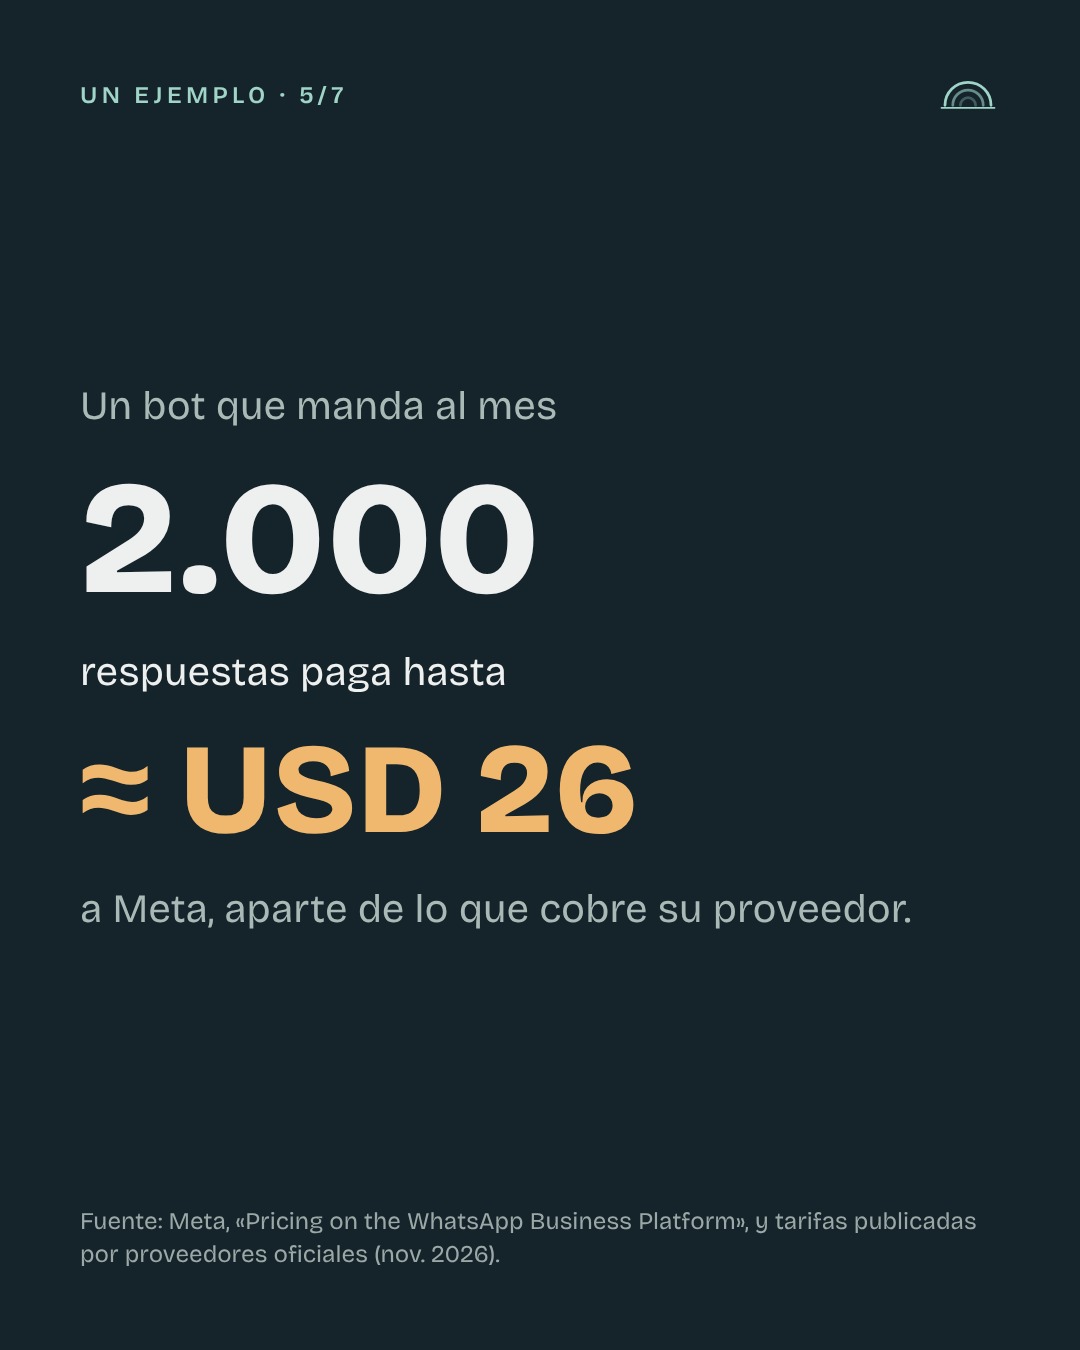 UN EJEMPLO · 5/7
Un bot que manda al mes
2.000
respuestas paga hasta
≈ USD 26
a Meta, aparte de lo que cobre su proveedor.
Fuente: Meta, «Pricing on the WhatsApp Business Platform», y tarifas publicadas
por proveedores oficiales (nov. 2026).